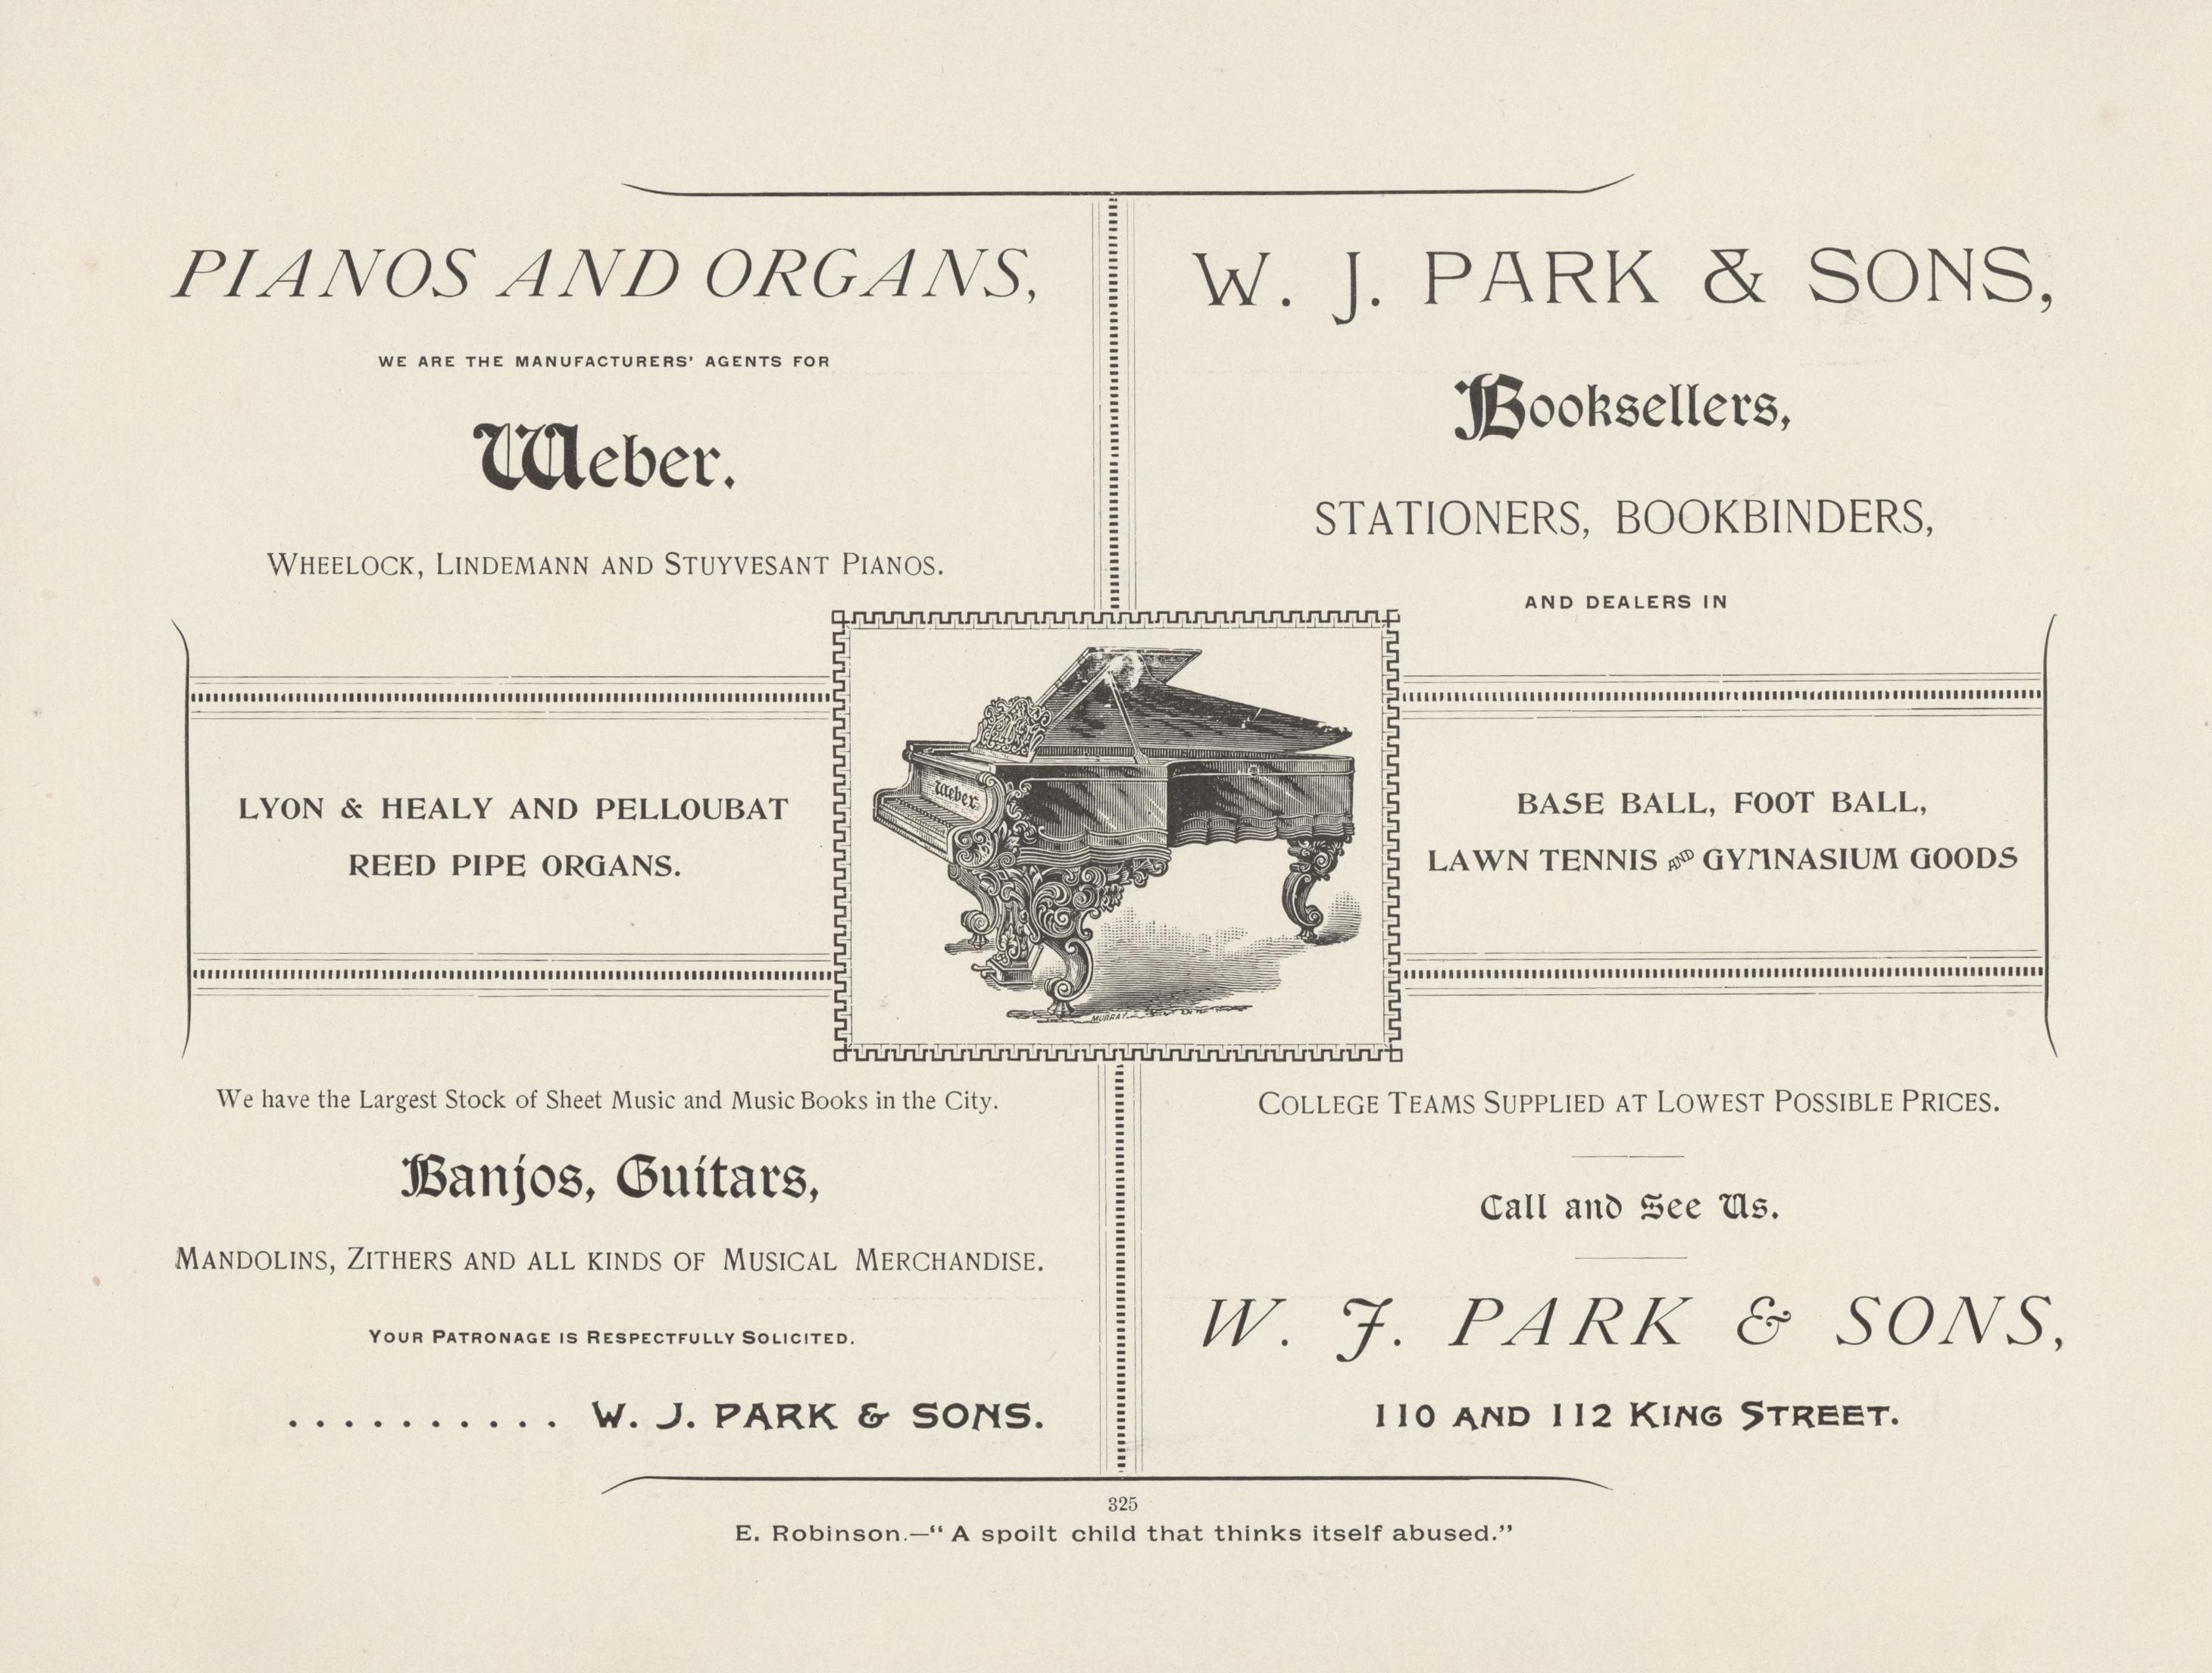 PIANOS AND ORGANS,
WE ARE THE MANUFACTURERS' AGENTS FOR
Weber.
WHEELOCK, LINDEMANN AND STUYVESANT PIANOS.
LYON & HEALY AND PELLOUBAT
REED PIPE ORGANS.
We have the Largest Stock of Sheet Music and Music Books in the City.
Banjos, Guitars,
MANDOLINS, ZITHERS AND ALL KINDS OF MUSICAL MERCHANDISE.
YOUR PATRONAGE IS RESPECTFULLY SOLICITED.
. . . . . . . . . . W. J. PARK & SONS.
Weber
MURRAY
W. J. PARK & SONS,
Booksellers,
STATIONERS, BOOKBINDERS,
AND DEALERS IN
BASE BALL, FOOT BALL,
LAWN TENNIS AND GYMNASIUM GOODS
COLLEGE TEAMS SUPPLIED AT LOWEST POSSIBLE PRICES.
Call and See Us.
W. J. PARK & SONS,
110 AND 112 KING STREET.
325
E. Robinson.—“A spoilt child that thinks itself abused.”